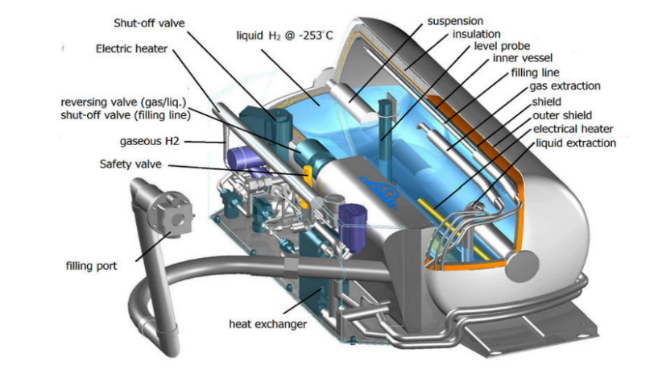 Shut-off valve
Electric heater
liquid H₂ @ -253°C
reversing valve (gas/liq.)
shut-off valve (filling line)
gaseous H2
Safety valve
filling port
heat exchanger
suspension
insulation
level probe
inner vessel
filling line
gas extraction
shield
outer shield
electrical heater
liquid extraction